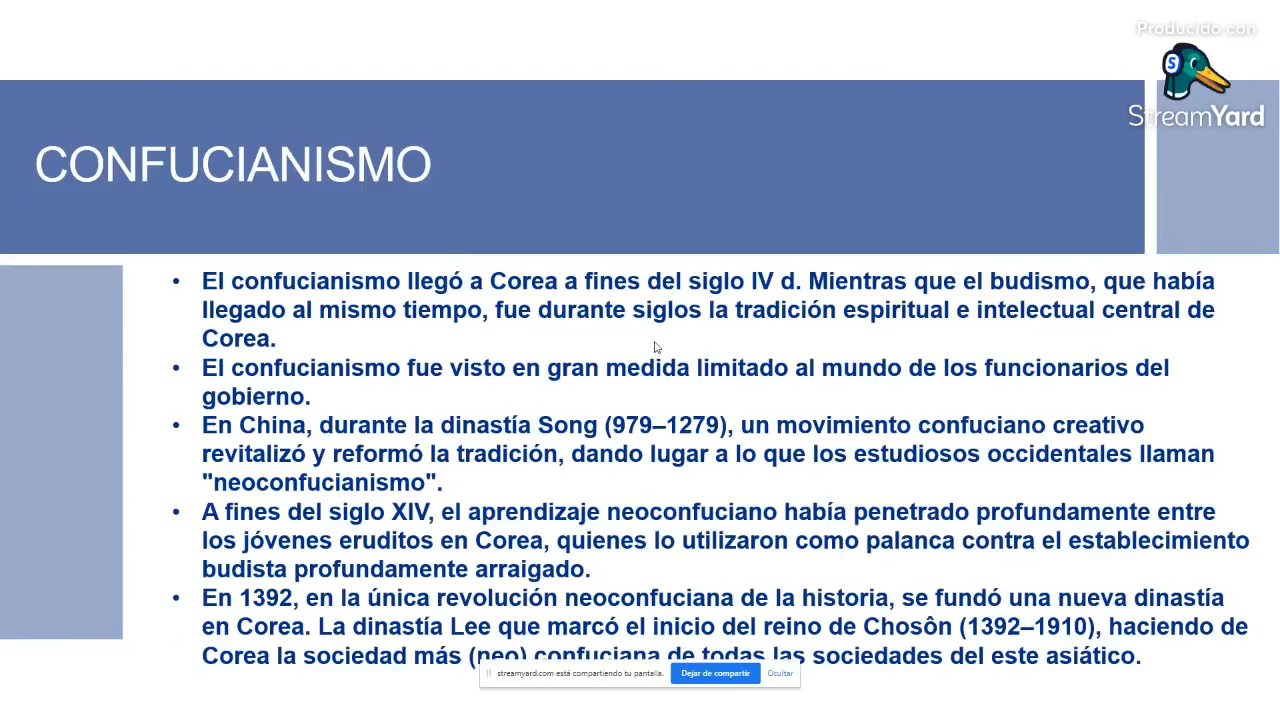 Producido con
StreamYard
CONFUCIANISMO
• El confucianismo llegó a Corea a fines del siglo IV d. Mientras que el budismo, que había
llegado al mismo tiempo, fue durante siglos la tradición espiritual e intelectual central de
Corea.
• El confucianismo fue visto en gran medida limitado al mundo de los funcionarios del
gobierno.
• En China, durante la dinastía Song (979–1279), un movimiento confuciano creativo
revitalizó y reformó la tradición, dando lugar a lo que los estudiosos occidentales llaman
"neoconfucianismo".
• A fines del siglo XIV, el aprendizaje neoconfuciano había penetrado profundamente entre
los jóvenes eruditos en Corea, quienes lo utilizaron como palanca contra el establecimiento
budista profundamente arraigado.
• En 1392, en la única revolución neoconfuciana de la historia, se fundó una nueva dinastía
en Corea. La dinastía Lee que marcó el inicio del reino de Chosôn (1392–1910), haciendo de
Corea la sociedad más (neo) confuciana de todas las sociedades del este asiático.
streamyard.com está compartiendo tu pantalla. Dejar de compartir Ocultar